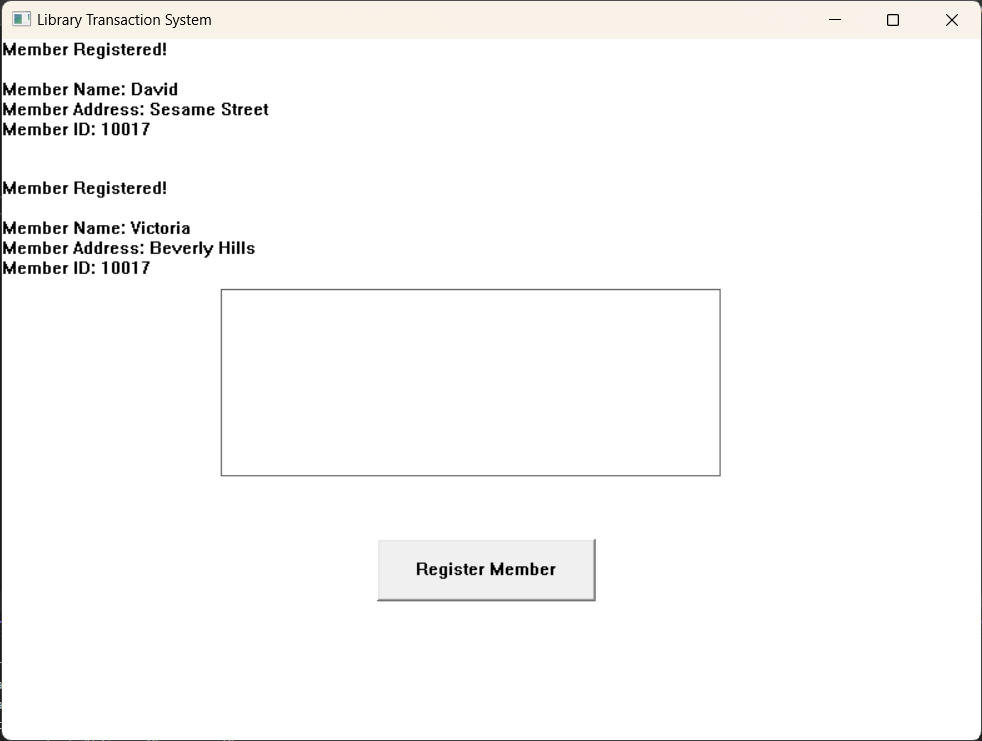 Library Transaction System
Member Registered!
Member Name: David
Member Address: Sesame Street
Member ID: 10017
Member Registered!
Member Name: Victoria
Member Address: Beverly Hills
Member ID: 10017
Register Member